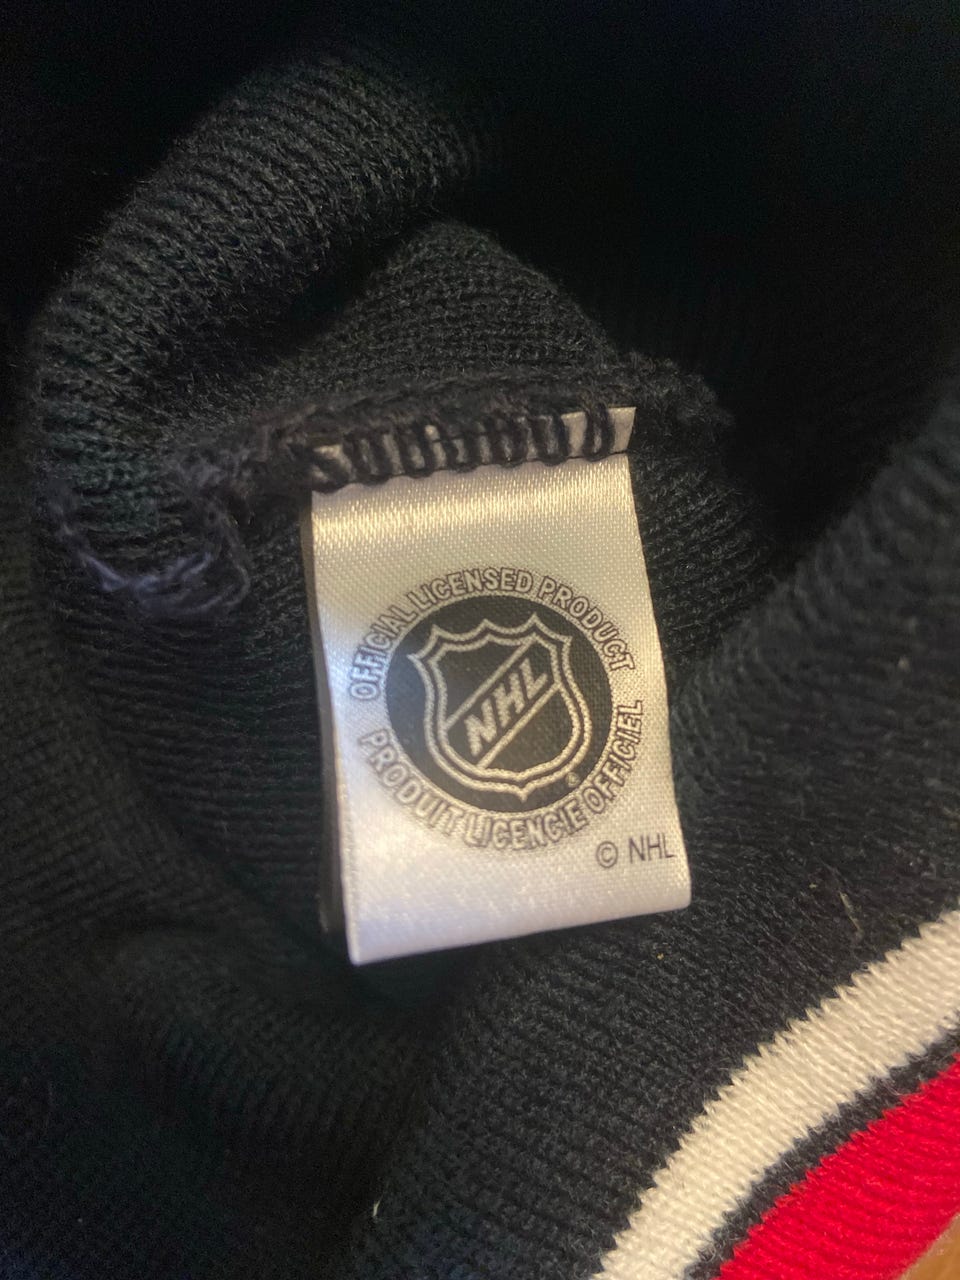 OFFICIAL LICENSED PRODUCT
NHL
®
PRODUIT LICENCIE OFFICIEL
© NHL